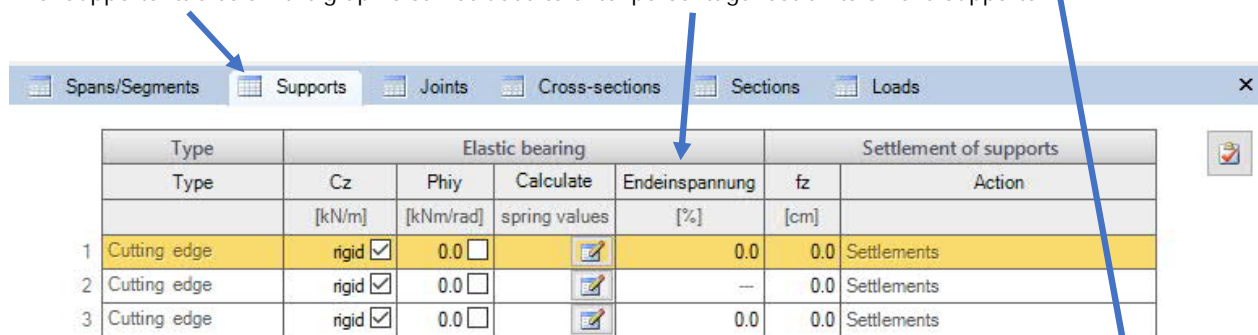 Spans/Segments Supports Joints Cross-sections Sections Loads
Type Elastic bearing Settlement of supports
Type Cz Phiy Calculate Endeinspannung fz Action
[kN/m] [kNm/rad] spring values [%] [cm]
1 Cutting edge rigid 0.0 0.0 0.0 Settlements
2 Cutting edge rigid 0.0 --- 0.0 Settlements
3 Cutting edge rigid 0.0 0.0 0.0 Settlements